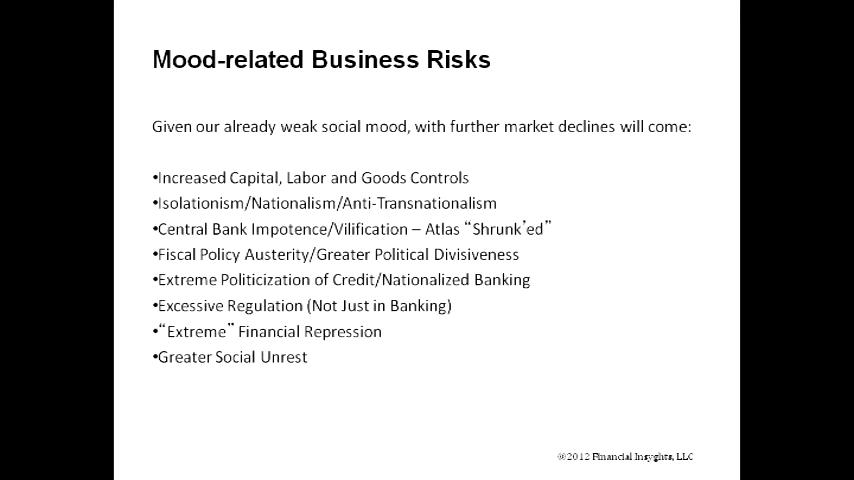 Mood-related Business Risks
Given our already weak social mood, with further market declines will come:
•Increased Capital, Labor and Goods Controls
•Isolationism/Nationalism/Anti-Transnationalism
•Central Bank Impotence/Vilification – Atlas “Shrunk’ed”
•Fiscal Policy Austerity/Greater Political Divisiveness
•Extreme Politicization of Credit/Nationalized Banking
•Excessive Regulation (Not Just in Banking)
•“Extreme” Financial Repression
•Greater Social Unrest
©2012 Financial Insyghts, LLC